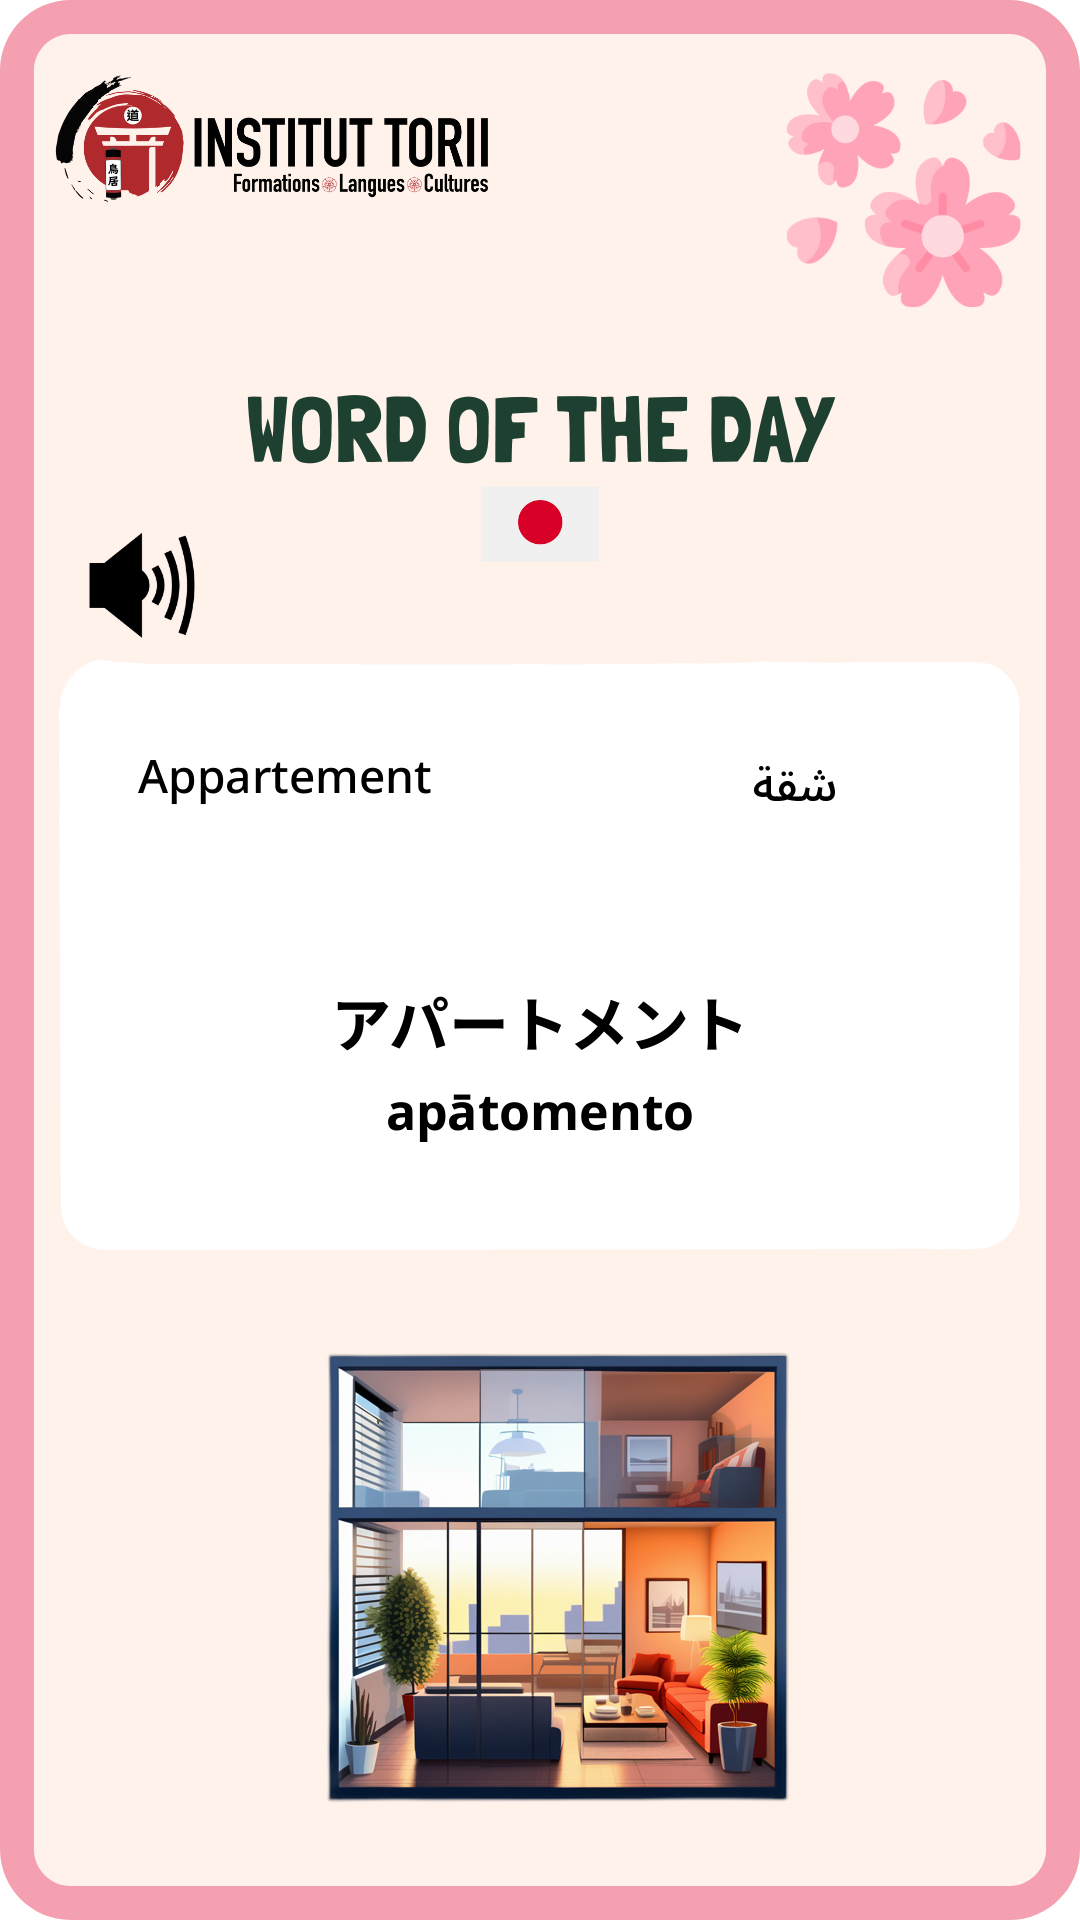 道
鳥居
INSTITUT TORII
Formations Langues Cultures
WORD OF THE DAY
Appartement
شقة
アパートメント
apātomento